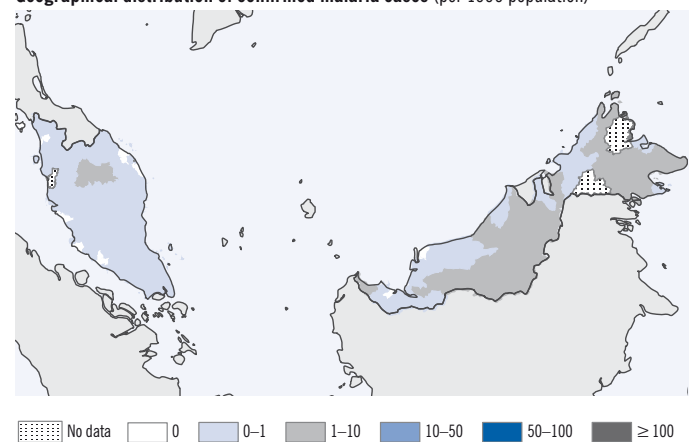 Geographical distribution of confirmed malaria cases (per 1000 population)
No data 0 0–1 1–10 10–50 50–100 ≥ 100